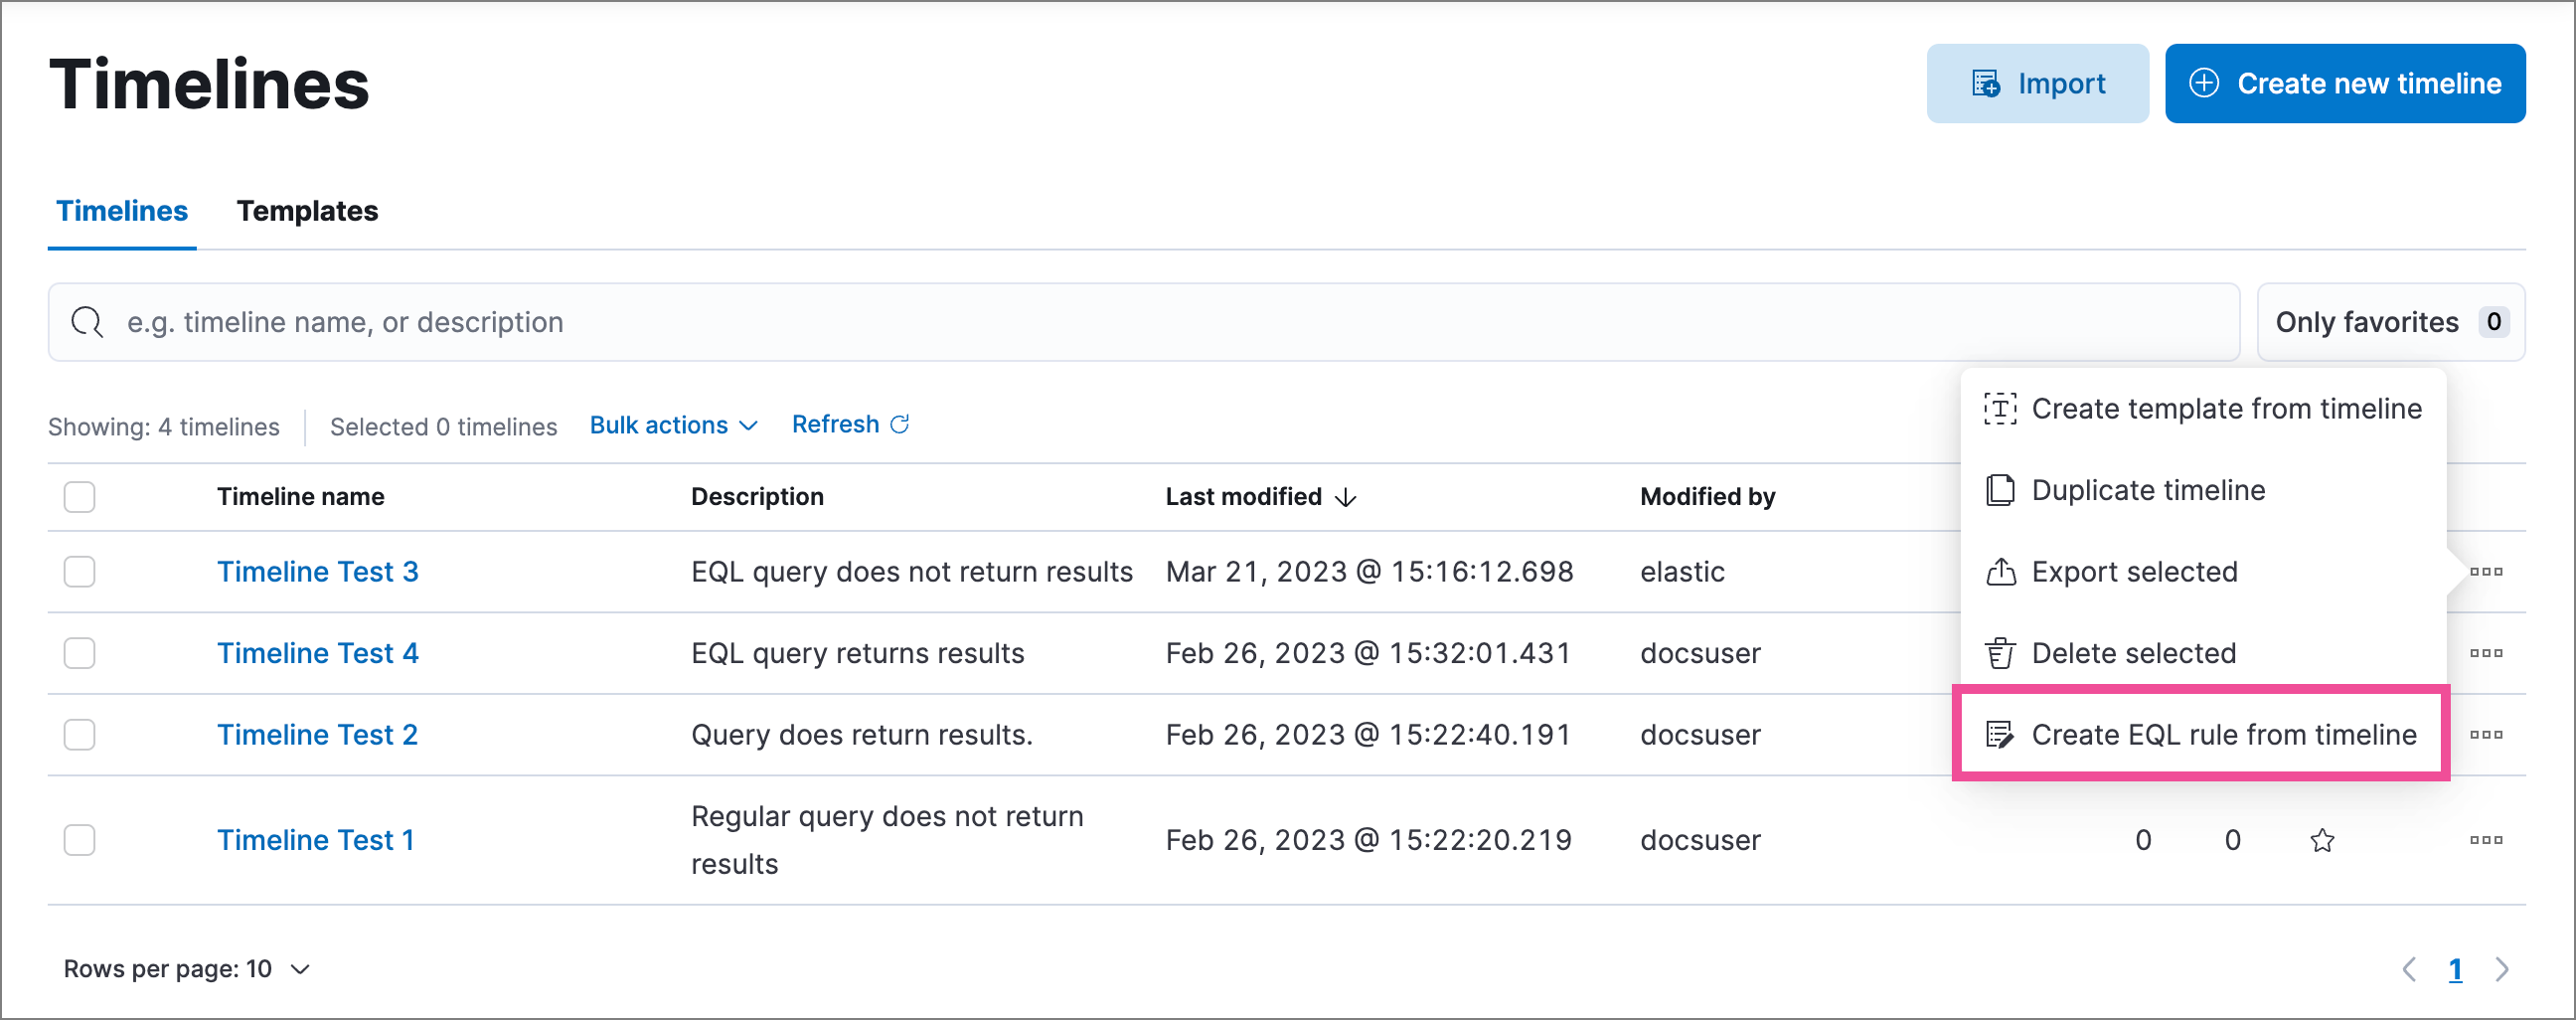 Timelines
Import
Create new timeline
Timelines
Templates
e.g. timeline name, or description
Only favorites 0
Showing: 4 timelines
Selected 0 timelines
Bulk actions
Refresh
Timeline name
Description
Last modified
Modified by
Timeline Test 3
EQL query does not return results
Mar 21, 2023 @ 15:16:12.698
elastic
Timeline Test 4
EQL query returns results
Feb 26, 2023 @ 15:32:01.431
docsuser
Timeline Test 2
Query does return results.
Feb 26, 2023 @ 15:22:40.191
docsuser
Timeline Test 1
Regular query does not return
results
Feb 26, 2023 @ 15:22:20.219
docsuser
0
0
Create template from timeline
Duplicate timeline
Export selected
Delete selected
Create EQL rule from timeline
Rows per page: 10
1